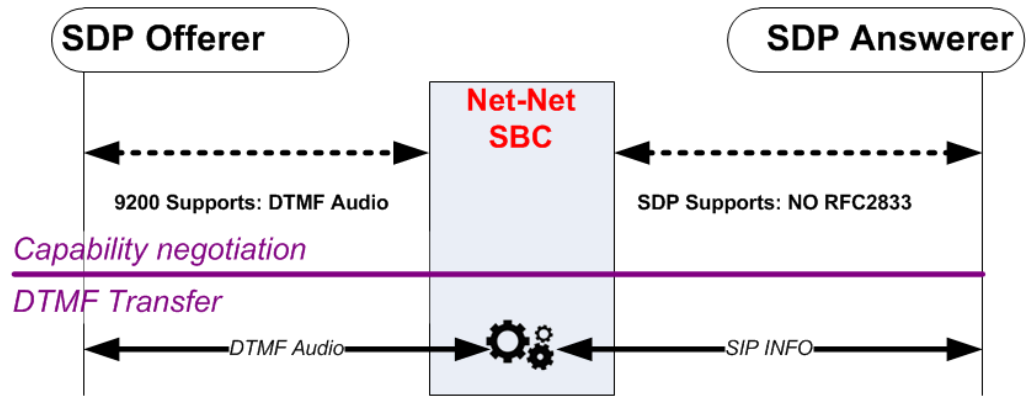 SDP Offerer
SDP Answerer
Net-Net
SBC
9200 Supports: DTMF Audio
SDP Supports: NO RFC2833
Capability negotiation
DTMF Transfer
DTMF Audio
SIP INFO